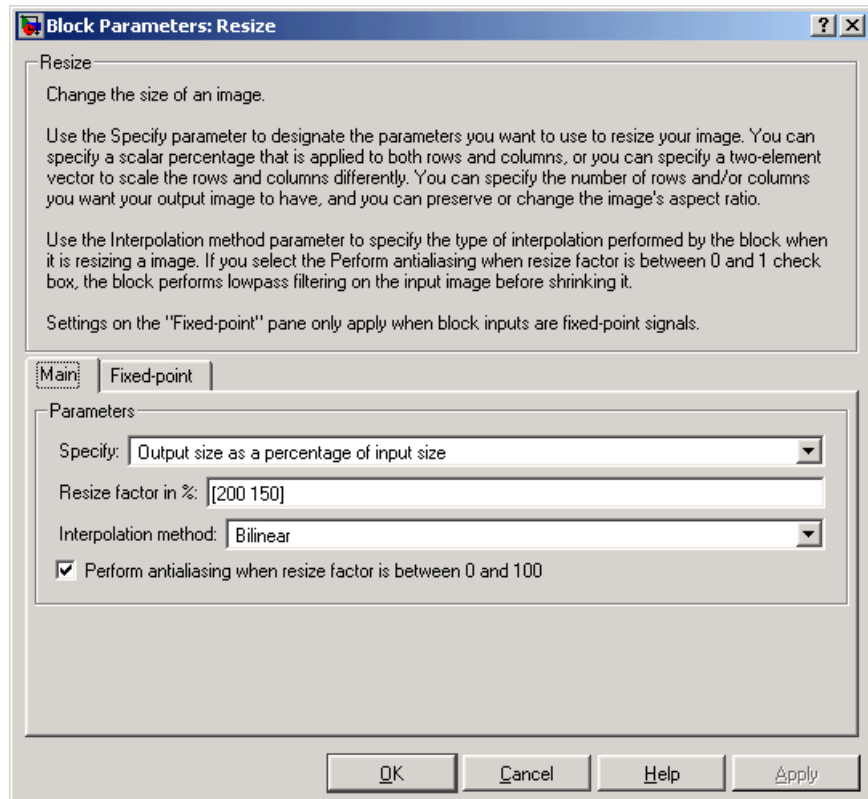 Block Parameters: Resize
Resize
Change the size of an image.
Use the Specify parameter to designate the parameters you want to use to resize your image. You can
specify a scalar percentage that is applied to both rows and columns, or you can specify a two-element
vector to scale the rows and columns differently. You can specify the number of rows and/or columns
you want your output image to have, and you can preserve or change the image's aspect ratio.
Use the Interpolation method parameter to specify the type of interpolation performed by the block when
it is resizing a image. If you select the Perform antialiasing when resize factor is between 0 and 1 check
box, the block performs lowpass filtering on the input image before shrinking it.
Settings on the "Fixed-point" pane only apply when block inputs are fixed-point signals.
Main Fixed-point
Parameters
Specify: Output size as a percentage of input size
Resize factor in %: [200 150]
Interpolation method: Bilinear
Perform antialiasing when resize factor is between 0 and 100
OK Cancel Help Apply